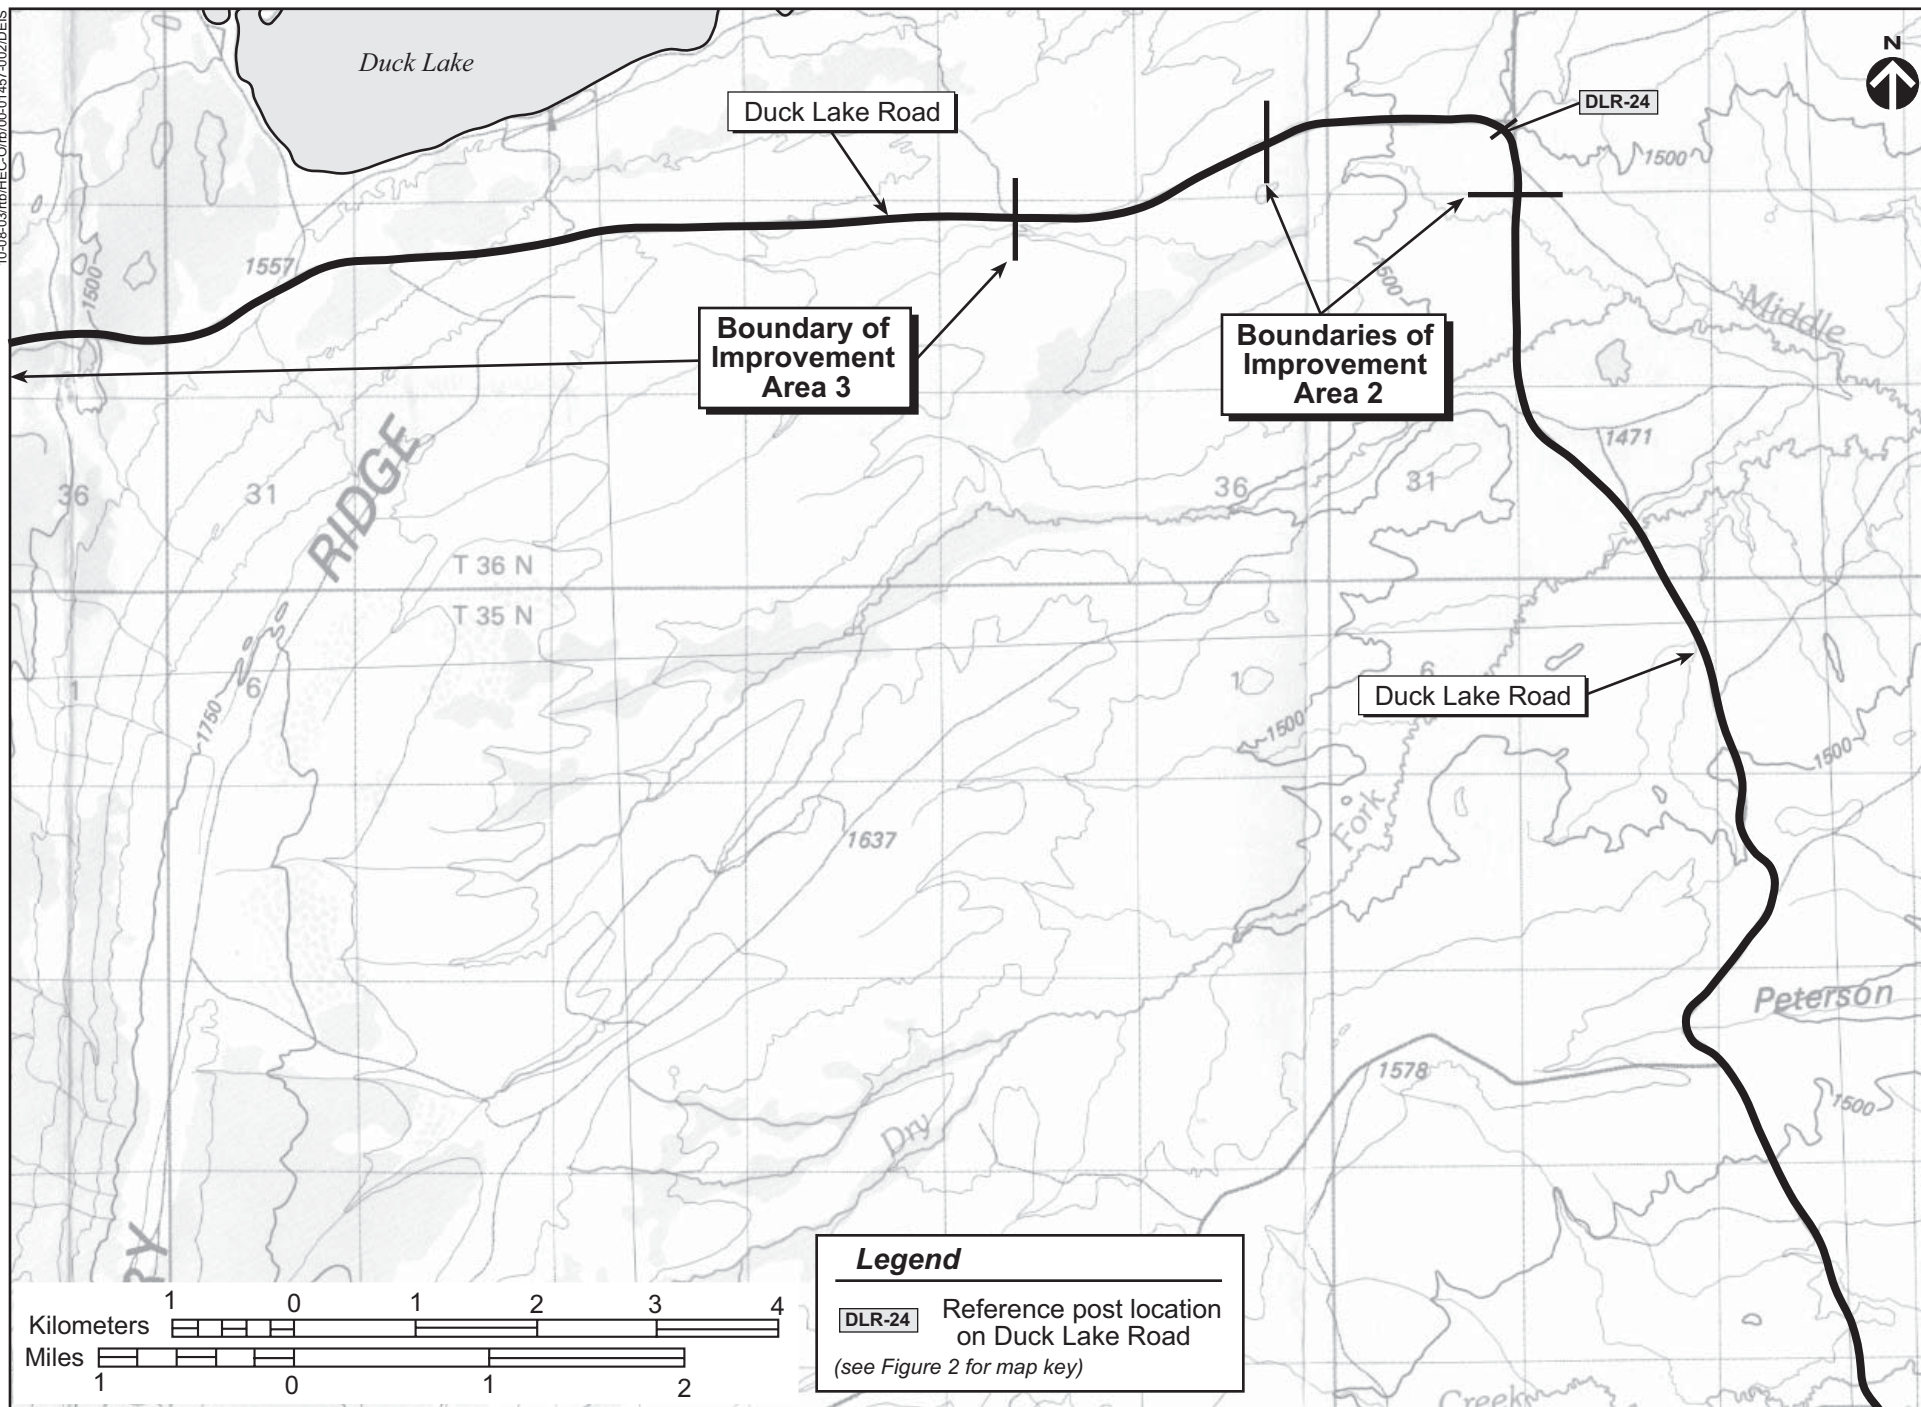 Duck Lake
N
Duck Lake Road
DLR-24
1500
1500
1557
1500
Middle
Boundary of
Improvement
Area 3
Boundaries of
Improvement
Area 2
1471
36
31
36
31
RIDGE
T 36 N
T 35 N
1
6
1
6
Duck Lake Road
1750
1500
1500
Fork
1637
Peterson
1578
1500
Dry
RY
Legend
DLR-24 Reference post location
on Duck Lake Road
(see Figure 2 for map key)
1 0 1 2 3 4
Kilometers
Miles
1 0 1 2
Creek